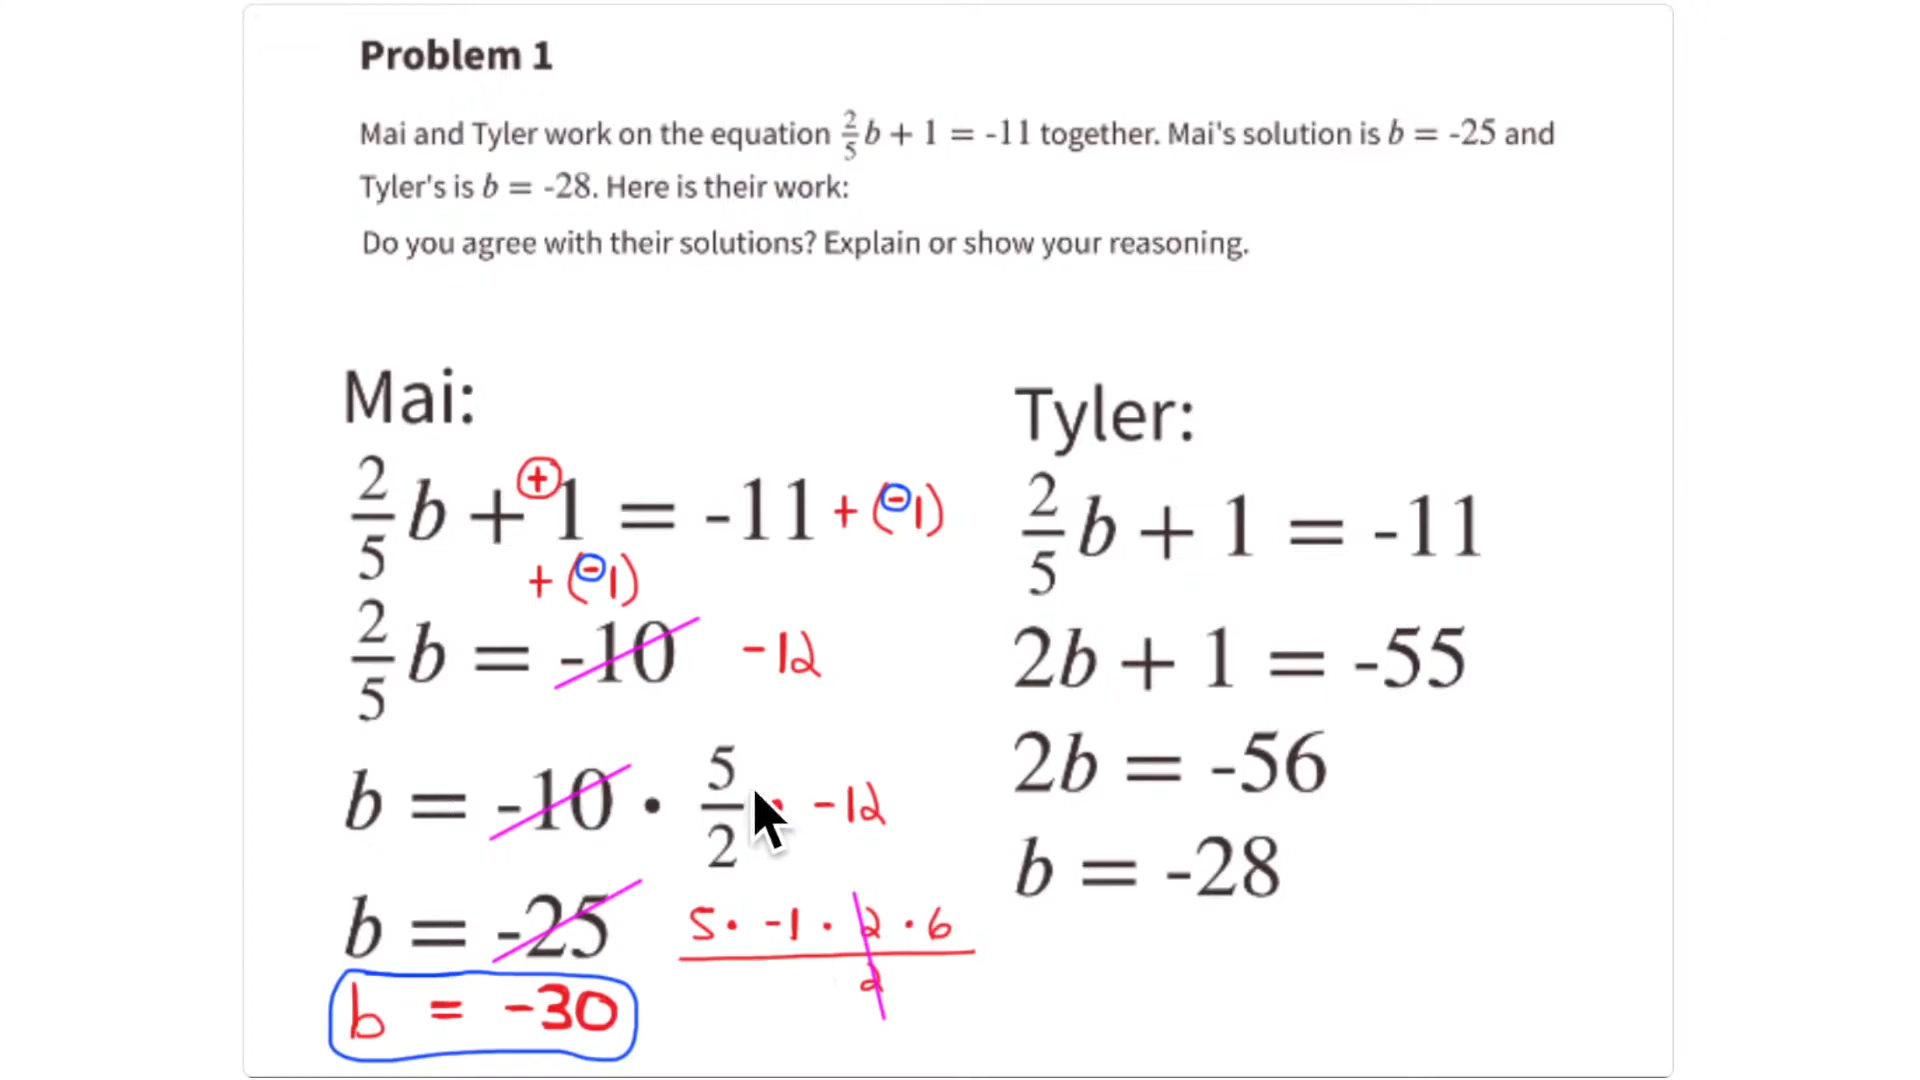 Problem 1
Mai and Tyler work on the equation 2/5 b + 1 = -11 together. Mai's solution is b = -25 and
Tyler's is b = -28. Here is their work:
Do you agree with their solutions? Explain or show your reasoning.
Mai:
2/5 b + + 1 = -11 + (-1)
+ (-1)
2/5 b = -10 -12
b = -10 · 5/2 · -12
b = -25
5 · -1 · 2 · 6
2
b = -30
Tyler:
2/5 b + 1 = -11
2b + 1 = -55
2b = -56
b = -28